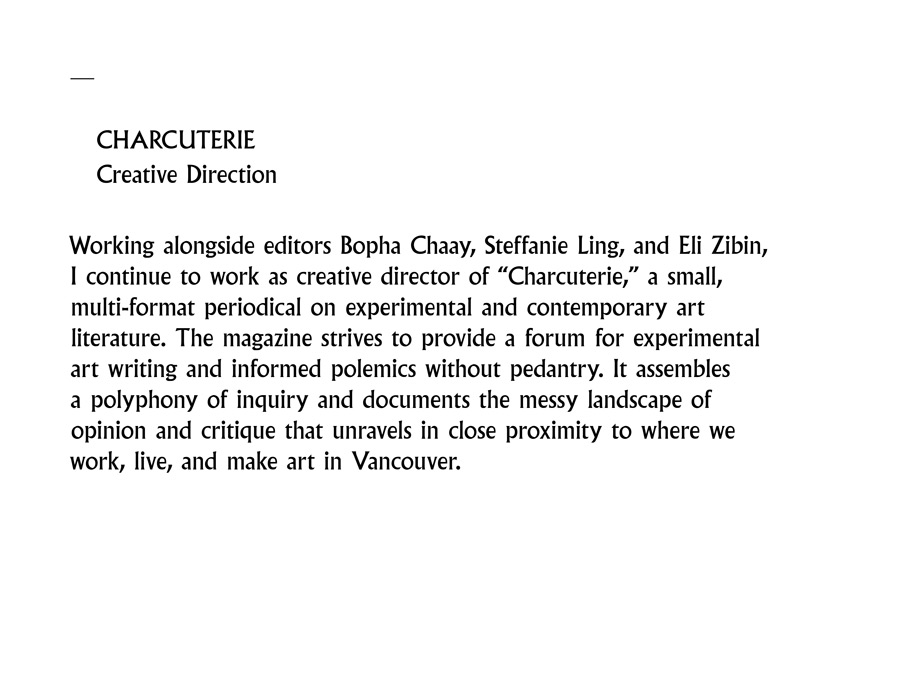 CHARCUTERIE
Creative Direction
Working alongside editors Bopha Chaay, Steffanie Ling, and Eli Zibin,
I continue to work as creative director of “Charcuterie,” a small,
multi-format periodical on experimental and contemporary art
literature. The magazine strives to provide a forum for experimental
art writing and informed polemics without pedantry. It assembles
a polyphony of inquiry and documents the messy landscape of
opinion and critique that unravels in close proximity to where we
work, live, and make art in Vancouver.